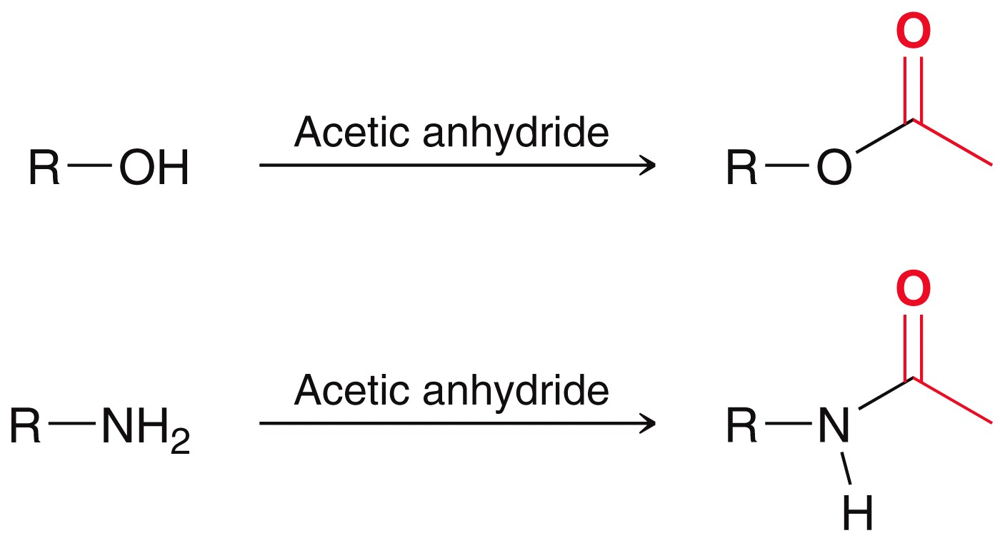 O
Acetic anhydride
R—OH R—O
O
Acetic anhydride
R—NH₂ R—N
H